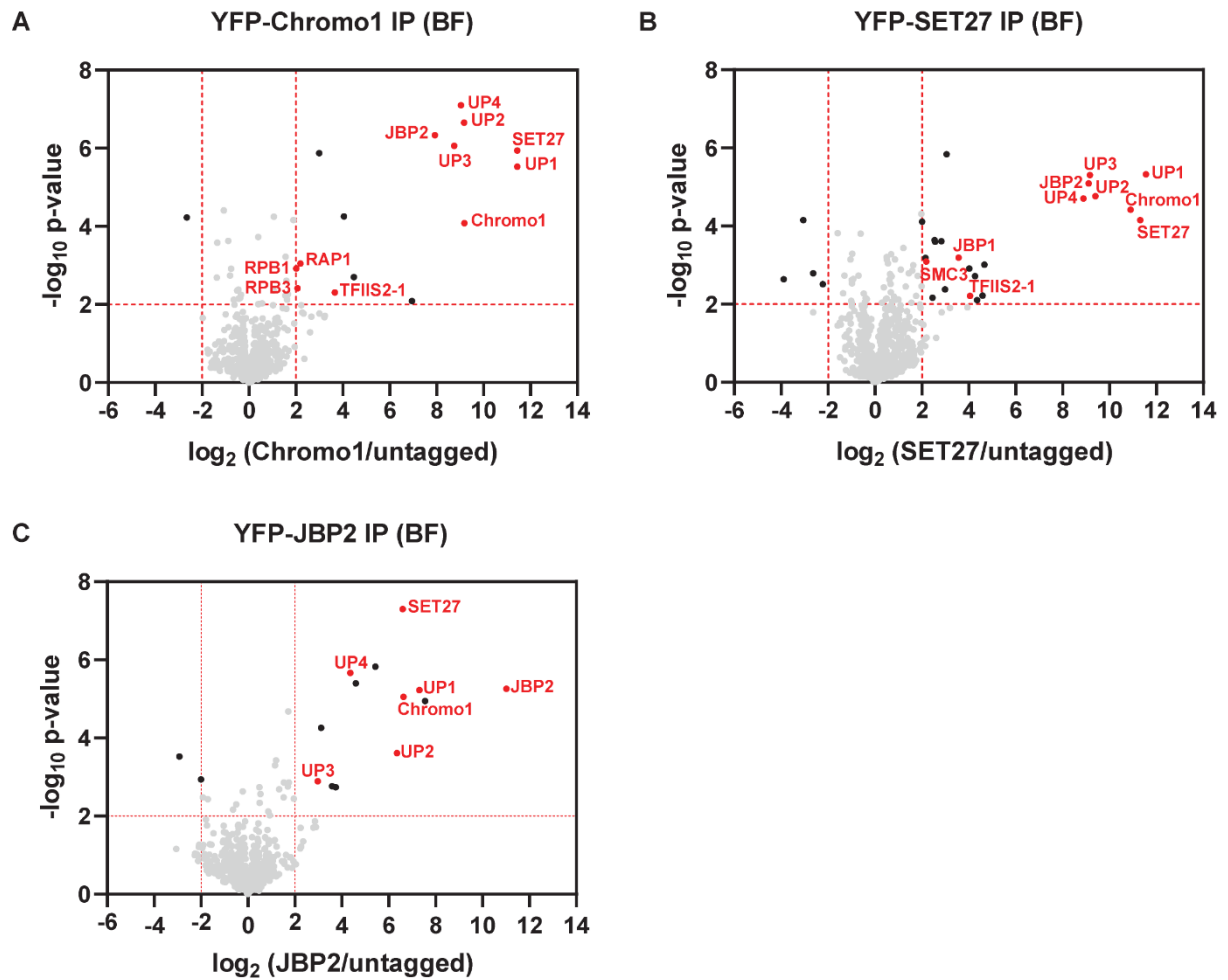 A
YFP-Chromo1 IP (BF)
8
6
4
2
0
-log10 p-value
UP4
UP2
JBP2
SET27
UP3
UP1
Chromo1
RAP1
RPB1
RPB3
TFIIS2-1
-6 -4 -2 0 2 4 6 8 10 12 14
log2 (Chromo1/untagged)
B
YFP-SET27 IP (BF)
8
6
4
2
0
-log10 p-value
UP3
UP1
JBP2
UP2
UP4
Chromo1
SET27
JBP1
SMC3
TFIIS2-1
-6 -4 -2 0 2 4 6 8 10 12 14
log2 (SET27/untagged)
C
YFP-JBP2 IP (BF)
8
6
4
2
0
-log10 p-value
SET27
UP4
UP1
JBP2
Chromo1
UP2
UP3
-6 -4 -2 0 2 4 6 8 10 12 14
log2 (JBP2/untagged)